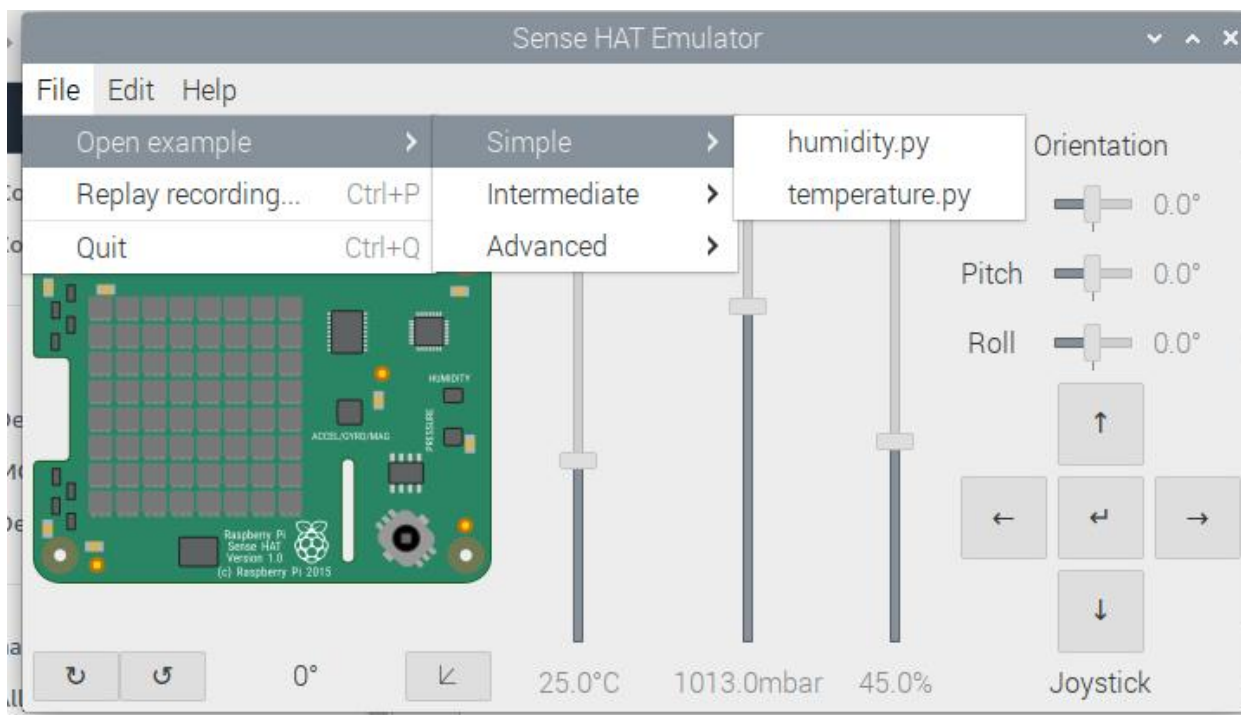 Sense HAT Emulator
File Edit Help
Open example
Replay recording... Ctrl+P
Quit Ctrl+Q
Simple
Intermediate
Advanced
humidity.py
temperature.py
Orientation
0.0°
Pitch 0.0°
Roll 0.0°
HUMIDITY
PRESSURE
ACCEL/GYRO/MAG
Raspberry Pi
Sense HAT
Version 1.0
(c) Raspberry Pi 2015
0°
25.0°C 1013.0mbar 45.0%
Joystick